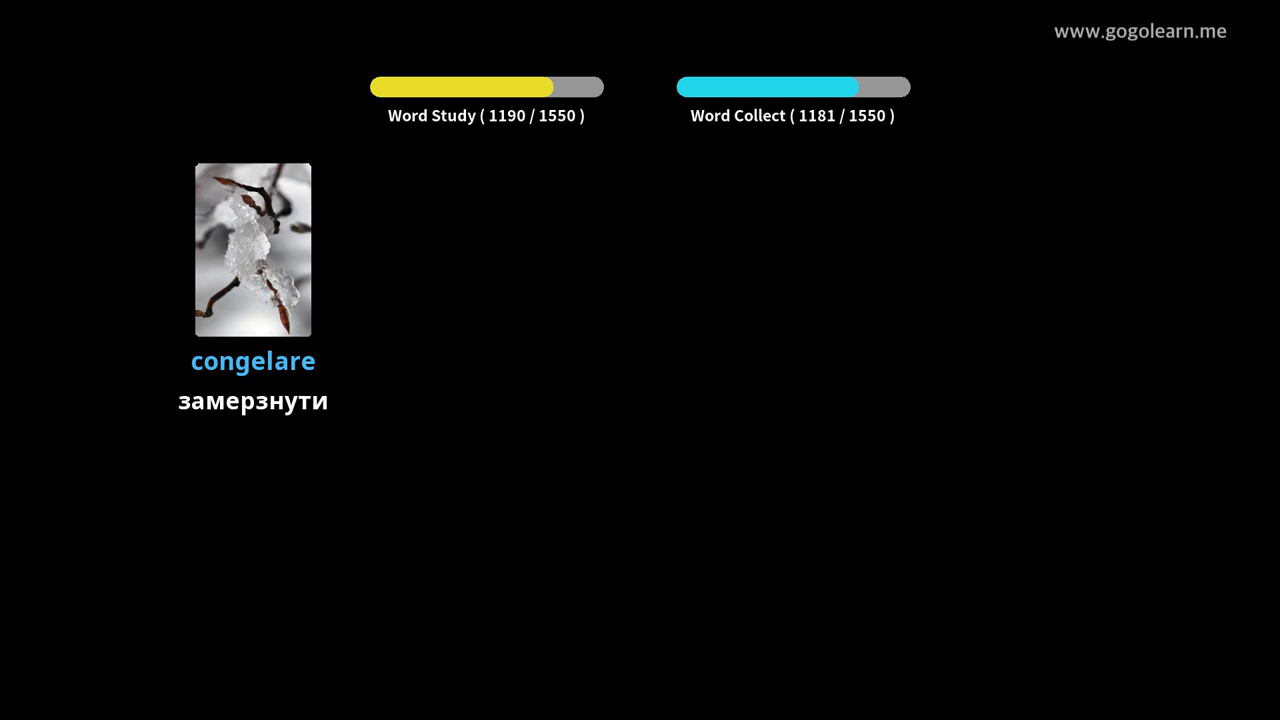 www.gogolearn.me
Word Study ( 1190 / 1550 )
Word Collect ( 1181 / 1550 )
congelare
замерзнути